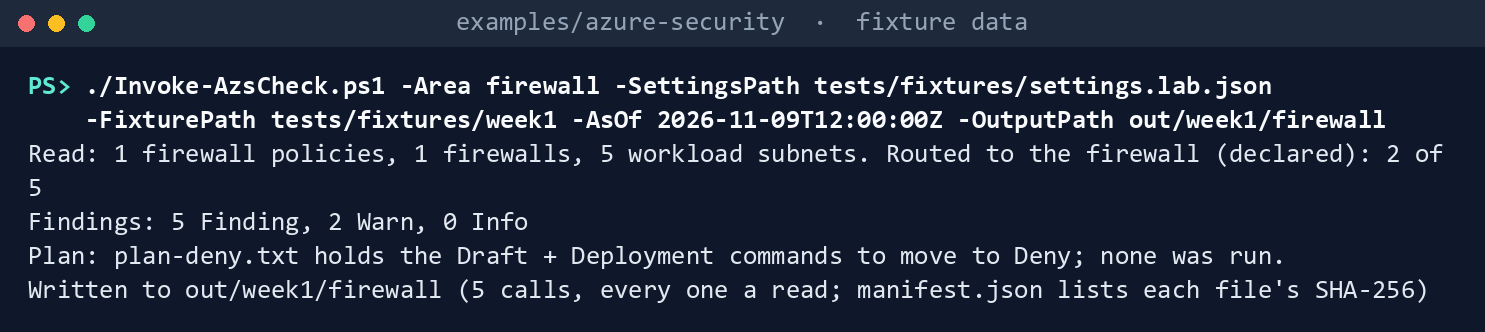 examples/azure-security · fixture data
PS> ./Invoke-AzsCheck.ps1 -Area firewall -SettingsPath tests/fixtures/settings.lab.json
-FixturePath tests/fixtures/week1 -AsOf 2026-11-09T12:00:00Z -OutputPath out/week1/firewall
Read: 1 firewall policies, 1 firewalls, 5 workload subnets. Routed to the firewall (declared): 2 of
5
Findings: 5 Finding, 2 Warn, 0 Info
Plan: plan-deny.txt holds the Draft + Deployment commands to move to Deny; none was run.
Written to out/week1/firewall (5 calls, every one a read; manifest.json lists each file's SHA-256)